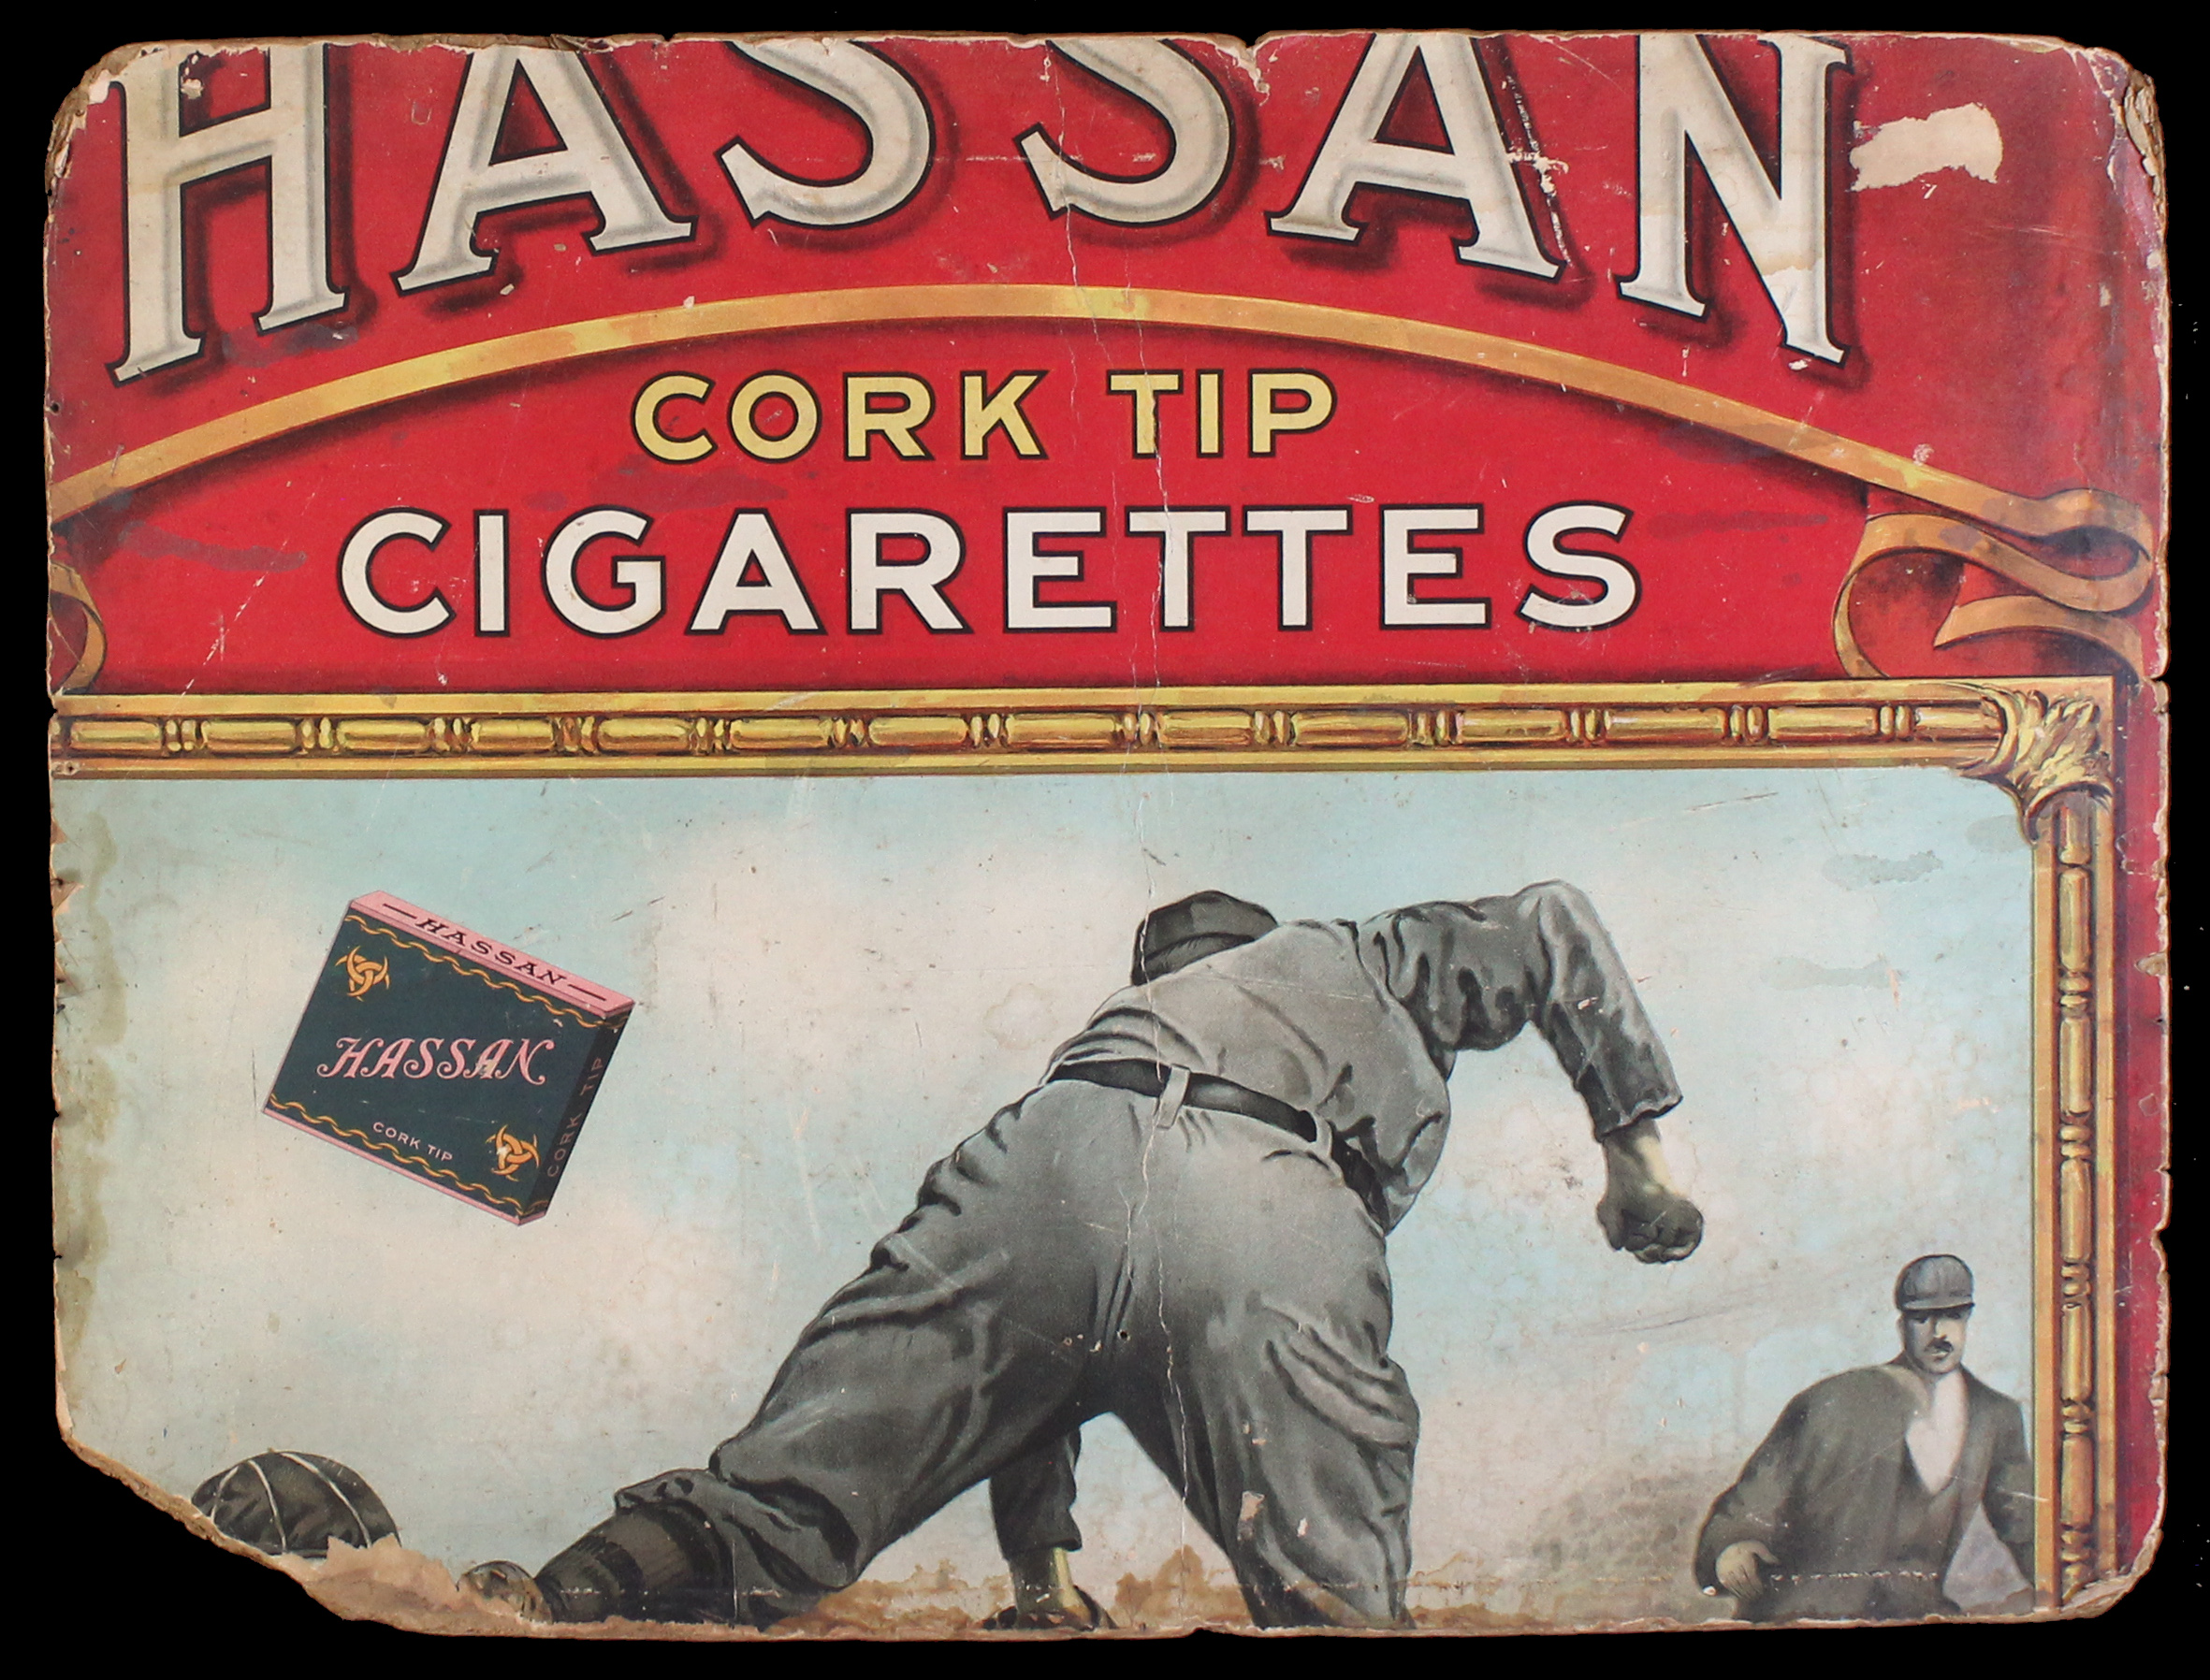 HASSAN
CORK TIP
CIGARETTES
— HASSAN —
HASSAN
CORK TIP
CORK TIP